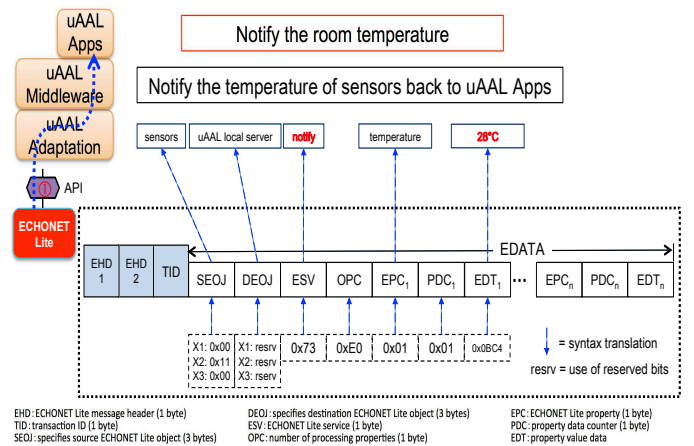 uAAL
Apps
Notify the room temperature
uAAL
Middleware
Notify the temperature of sensors back to uAAL Apps
uAAL
Adaptation
sensors
uAAL local server
notify
temperature
28°C
①
API
ECHONET
Lite
EDATA
EHD
1
EHD
2
TID
SEOJ
DEOJ
ESV
OPC
EPC1
PDC1
EDT1
...
EPCn
PDCn
EDTn
X1: 0x00
X2: 0x11
X3: 0x00
X1: resrv
X2: resrv
X3: rserv
0x73
0xE0
0x01
0x01
0x0BC4
= syntax translation
resrv = use of reserved bits
EHD: ECHONET Lite message header (1 byte)
DEOJ: specifies destination ECHONET Lite object (3 bytes)
EPC: ECHONET Lite property (1 byte)
TID: transaction ID (1 byte)
ESV: ECHONET Lite service (1 byte)
PDC: property data counter (1 byte)
SEOJ: specifies source ECHONET Lite object (3 bytes)
OPC: number of processing properties (1 byte)
EDT: property value data